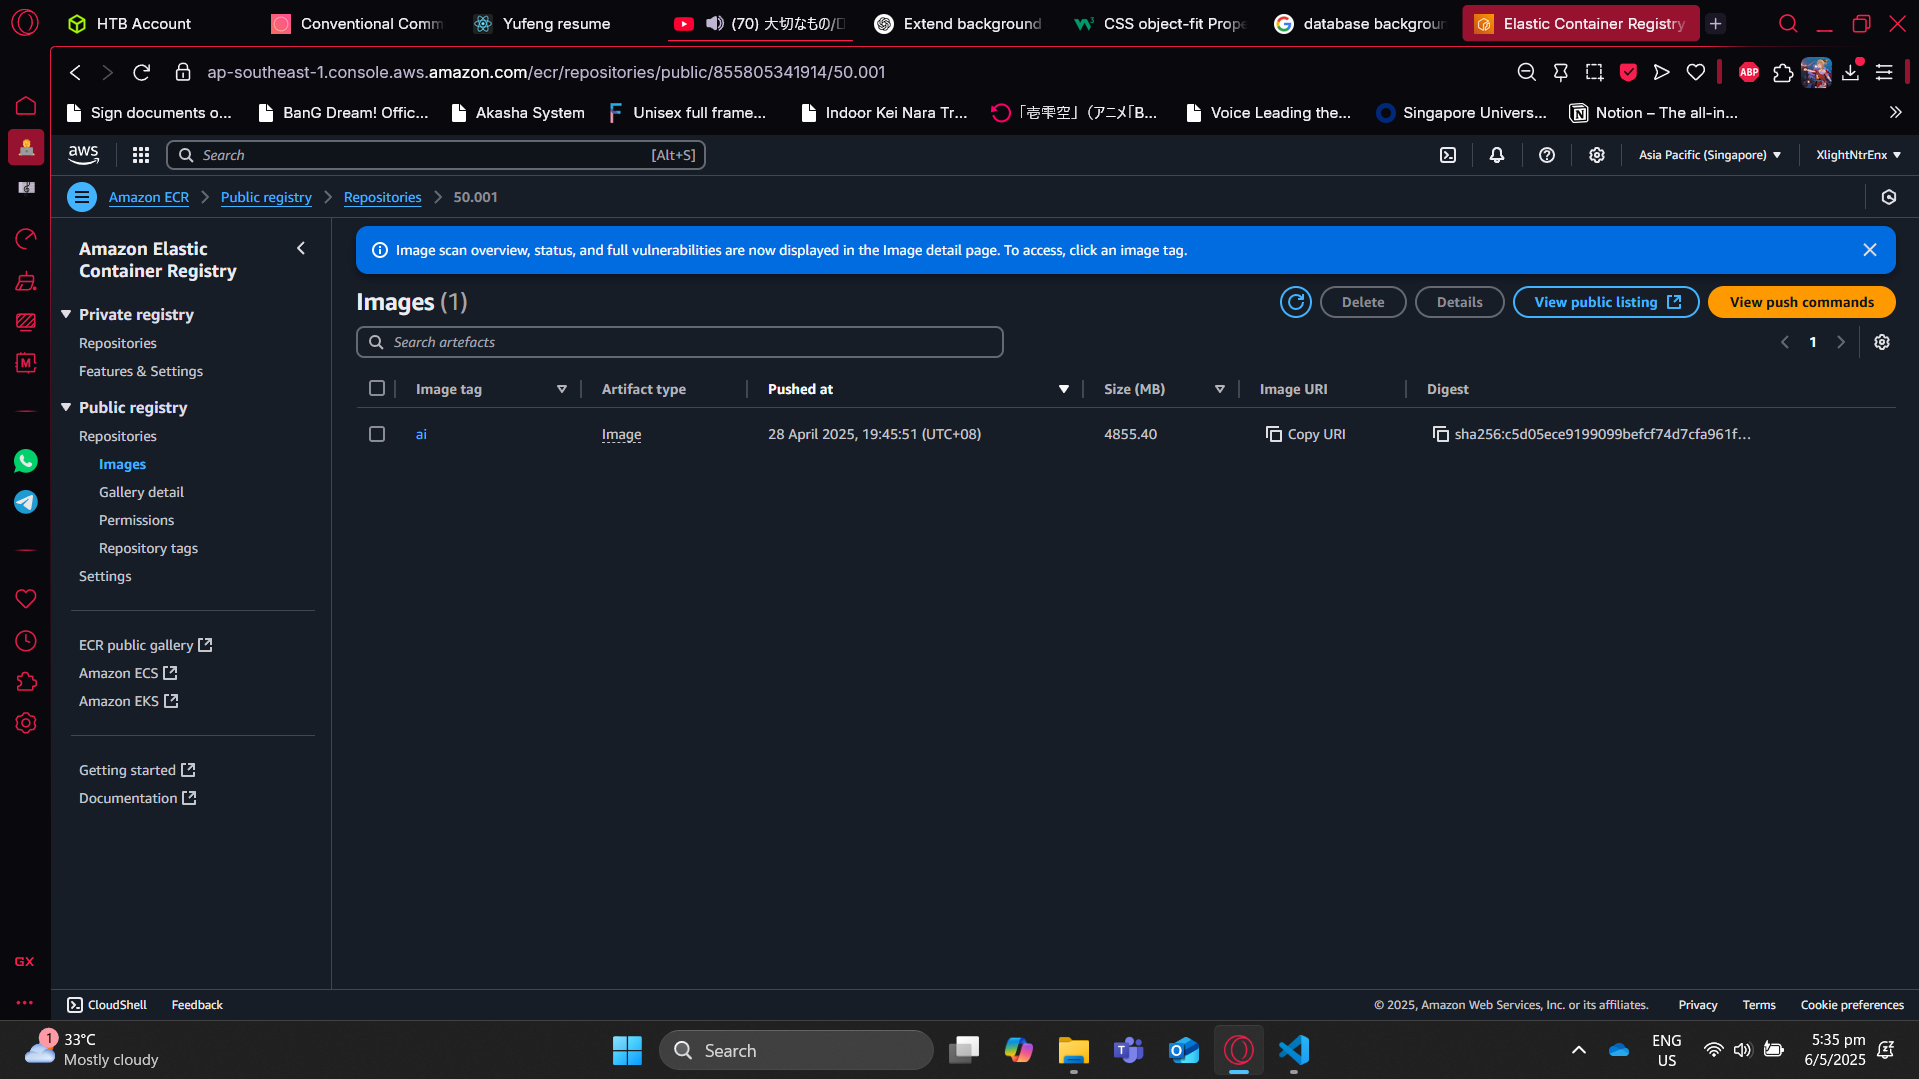 HTB Account
Conventional Comm
Yufeng resume
(70) 大切なもの/
Extend background
CSS object-fit Prope
database backgroun
Elastic Container Registry
ap-southeast-1.console.aws.amazon.com/ecr/repositories/public/855805341914/50.001
ABP
Sign documents o...
BanG Dream! Offic...
Akasha System
Unisex full frame...
Indoor Kei Nara Tr...
「壱雫空」（アニメ「B...
Voice Leading the...
Singapore Univers...
Notion – The all-in...
aws
Search
[Alt+S]
Asia Pacific (Singapore)
XlightNtrEnx
Amazon ECR
Public registry
Repositories
50.001
Amazon Elastic
Container Registry
Private registry
Repositories
Features & Settings
Public registry
Repositories
Images
Gallery detail
Permissions
Repository tags
Settings
ECR public gallery
Amazon ECS
Amazon EKS
Getting started
Documentation
Image scan overview, status, and full vulnerabilities are now displayed in the Image detail page. To access, click an image tag.
Images (1)
Delete
Details
View public listing
View push commands
Search artefacts
1
Image tag
Artifact type
Pushed at
Size (MB)
Image URI
Digest
ai
Image
28 April 2025, 19:45:51 (UTC+08)
4855.40
Copy URI
sha256:c5d05ece9199099befcf74d7cfa961f...
M
GX
CloudShell
Feedback
© 2025, Amazon Web Services, Inc. or its affiliates.
Privacy
Terms
Cookie preferences
1
33°C
Mostly cloudy
Search
ENG
US
5:35 pm
6/5/2025